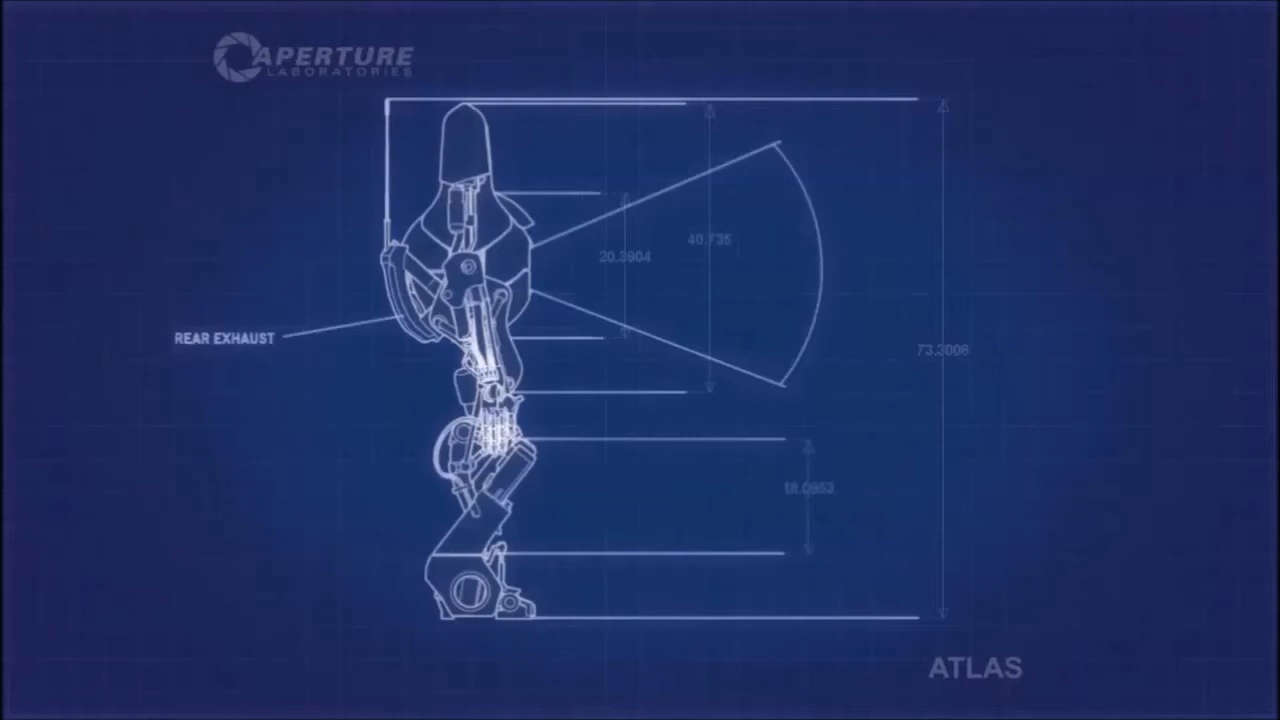 APERTURE
LABORATORIES
40.735
20.3904
REAR EXHAUST
73.3006
18.0953
ATLAS